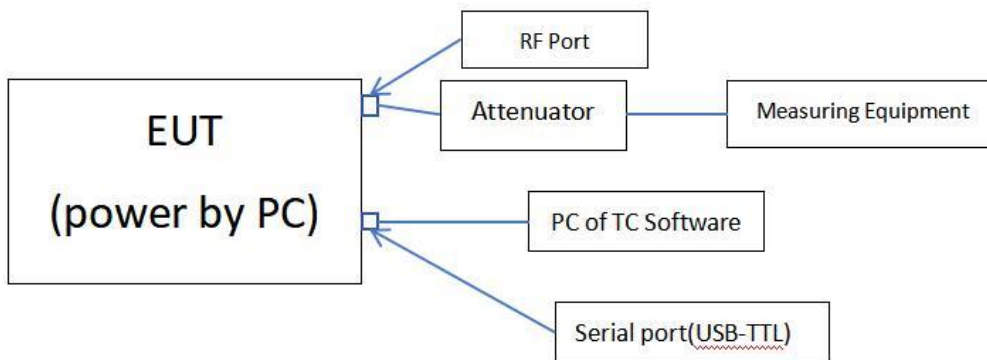 RF Port
EUT
(power by PC)
Attenuator
Measuring Equipment
PC of TC Software
Serial port(USB-TTL)